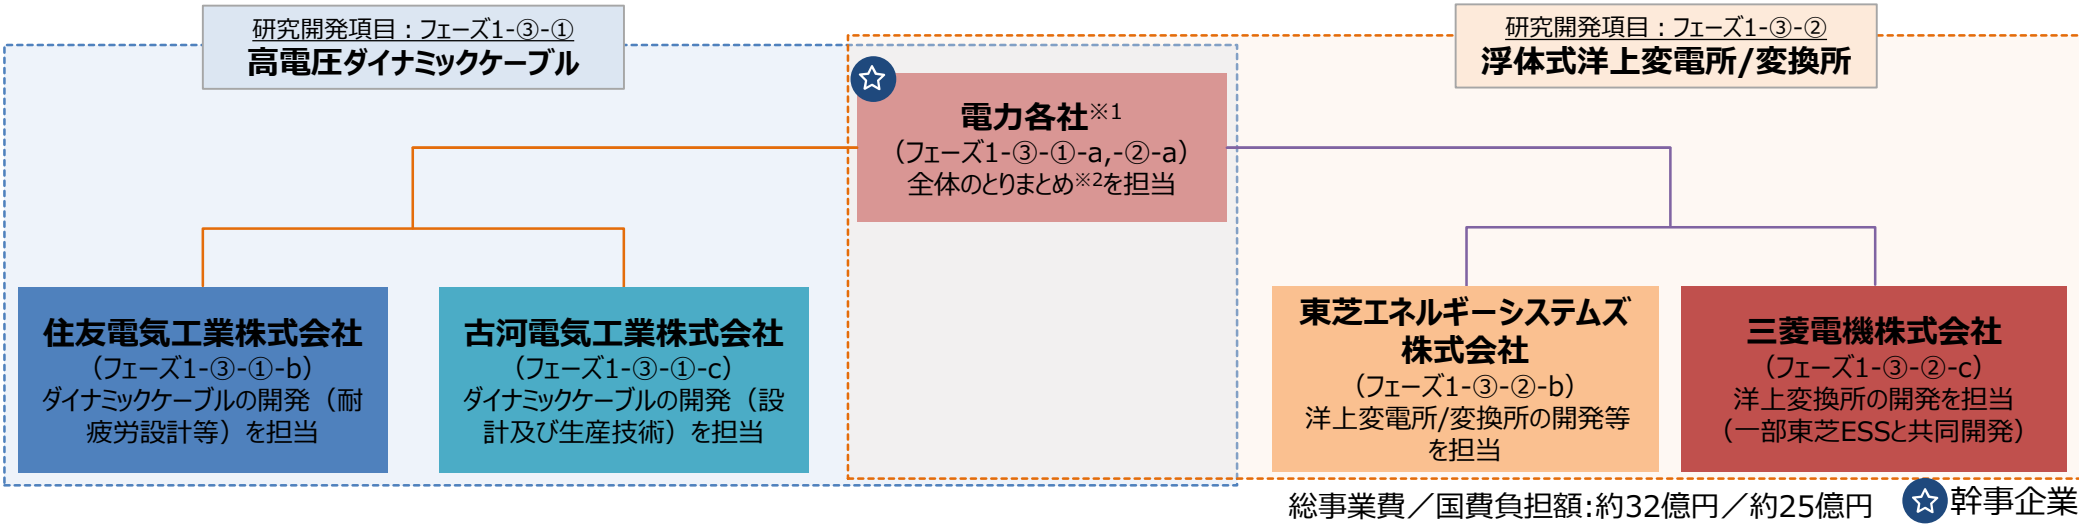 研究開発項目：フェーズ1-③-①
高電圧ダイナミックケーブル
研究開発項目：フェーズ1-③-②
浮体式洋上変電所/変換所
電力各社※1
（フェーズ1-③-①-a,-②-a）
全体のとりまとめ※2を担当
住友電気工業株式会社
（フェーズ1-③-①-b）
ダイナミックケーブルの開発（耐
疲労設計等）を担当
古河電気工業株式会社
（フェーズ1-③-①-c）
ダイナミックケーブルの開発（設
計及び生産技術）を担当
東芝エネルギーシステムズ
株式会社
（フェーズ1-③-②-b）
洋上変電所/変換所の開発等
を担当
三菱電機株式会社
（フェーズ1-③-②-c）
洋上変換所の開発を担当
（一部東芝ESSと共同開発）
総事業費／国費負担額:約32億円／約25億円
幹事企業